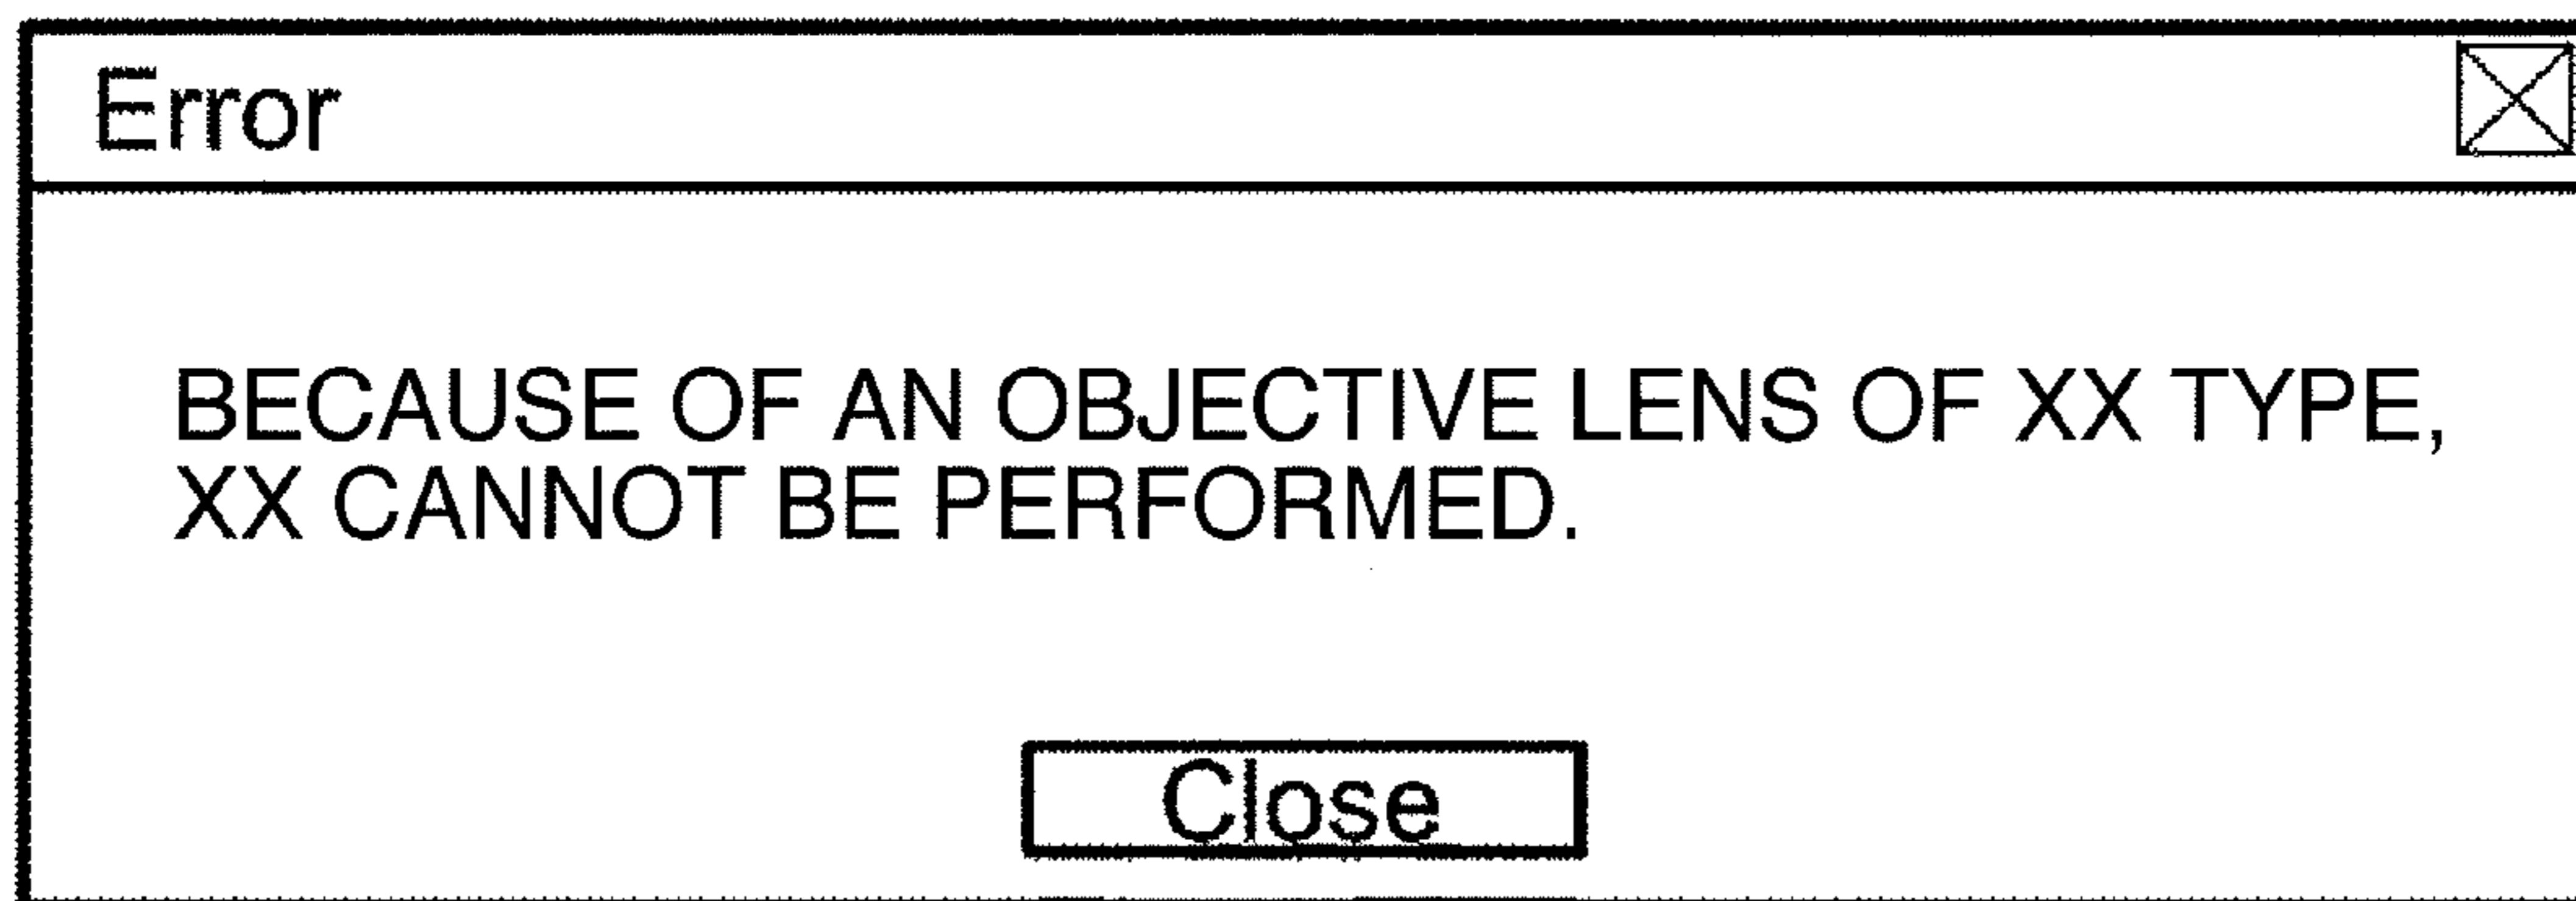 Error
BECAUSE OF AN OBJECTIVE LENS OF XX TYPE,
XX CANNOT BE PERFORMED.
Close